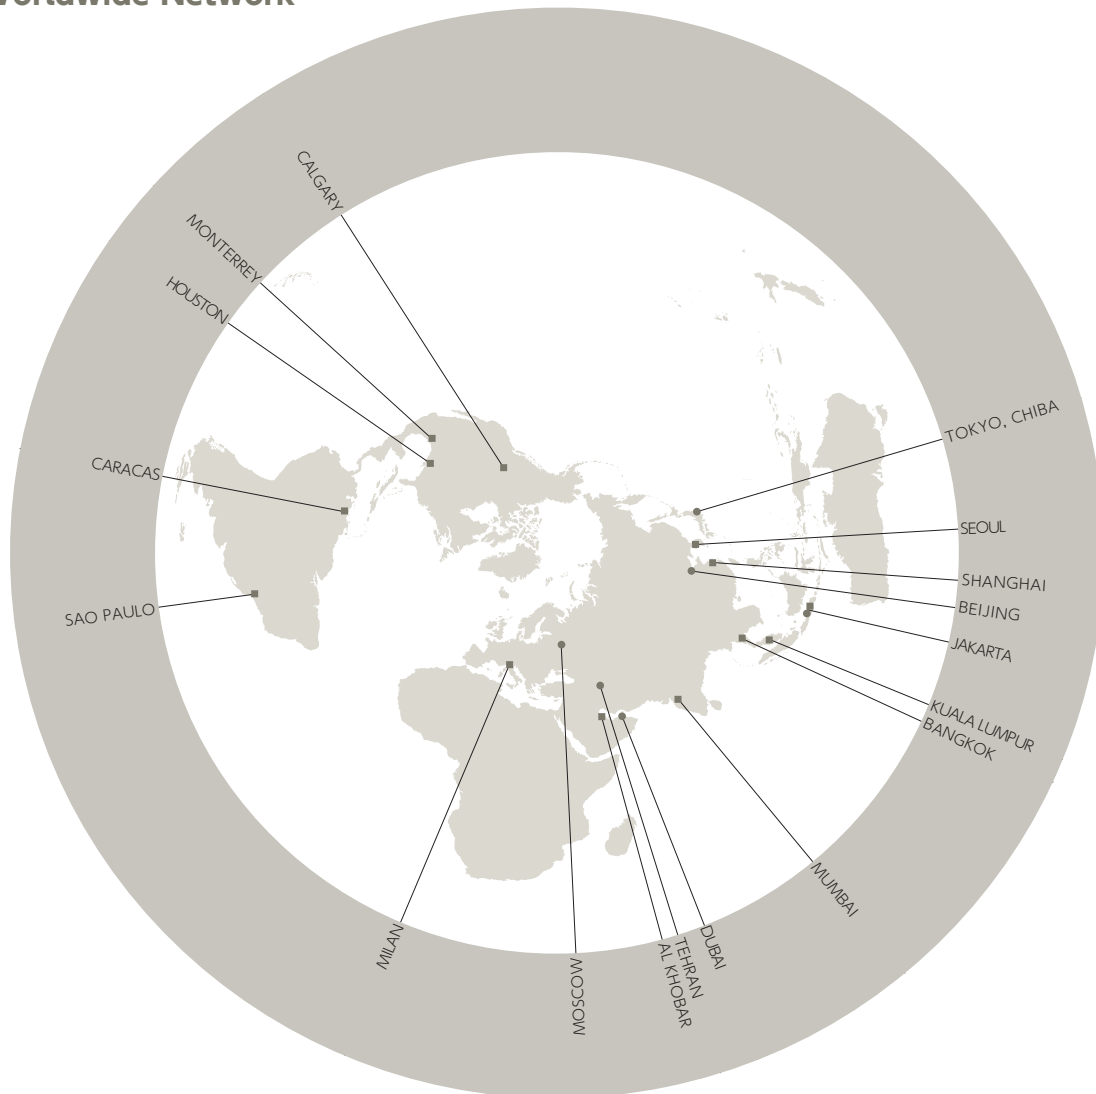 Worldwide Network
CALGARY
MONTERREY
HOUSTON
CARACAS
SAO PAULO
TOKYO, CHIBA
SEOUL
SHANGHAI
BEIJING
JAKARTA
KUALA LUMPUR
BANGKOK
MUMBAI
DUBAI
TEHRAN
AL KHOBAR
MOSCOW
MILAN